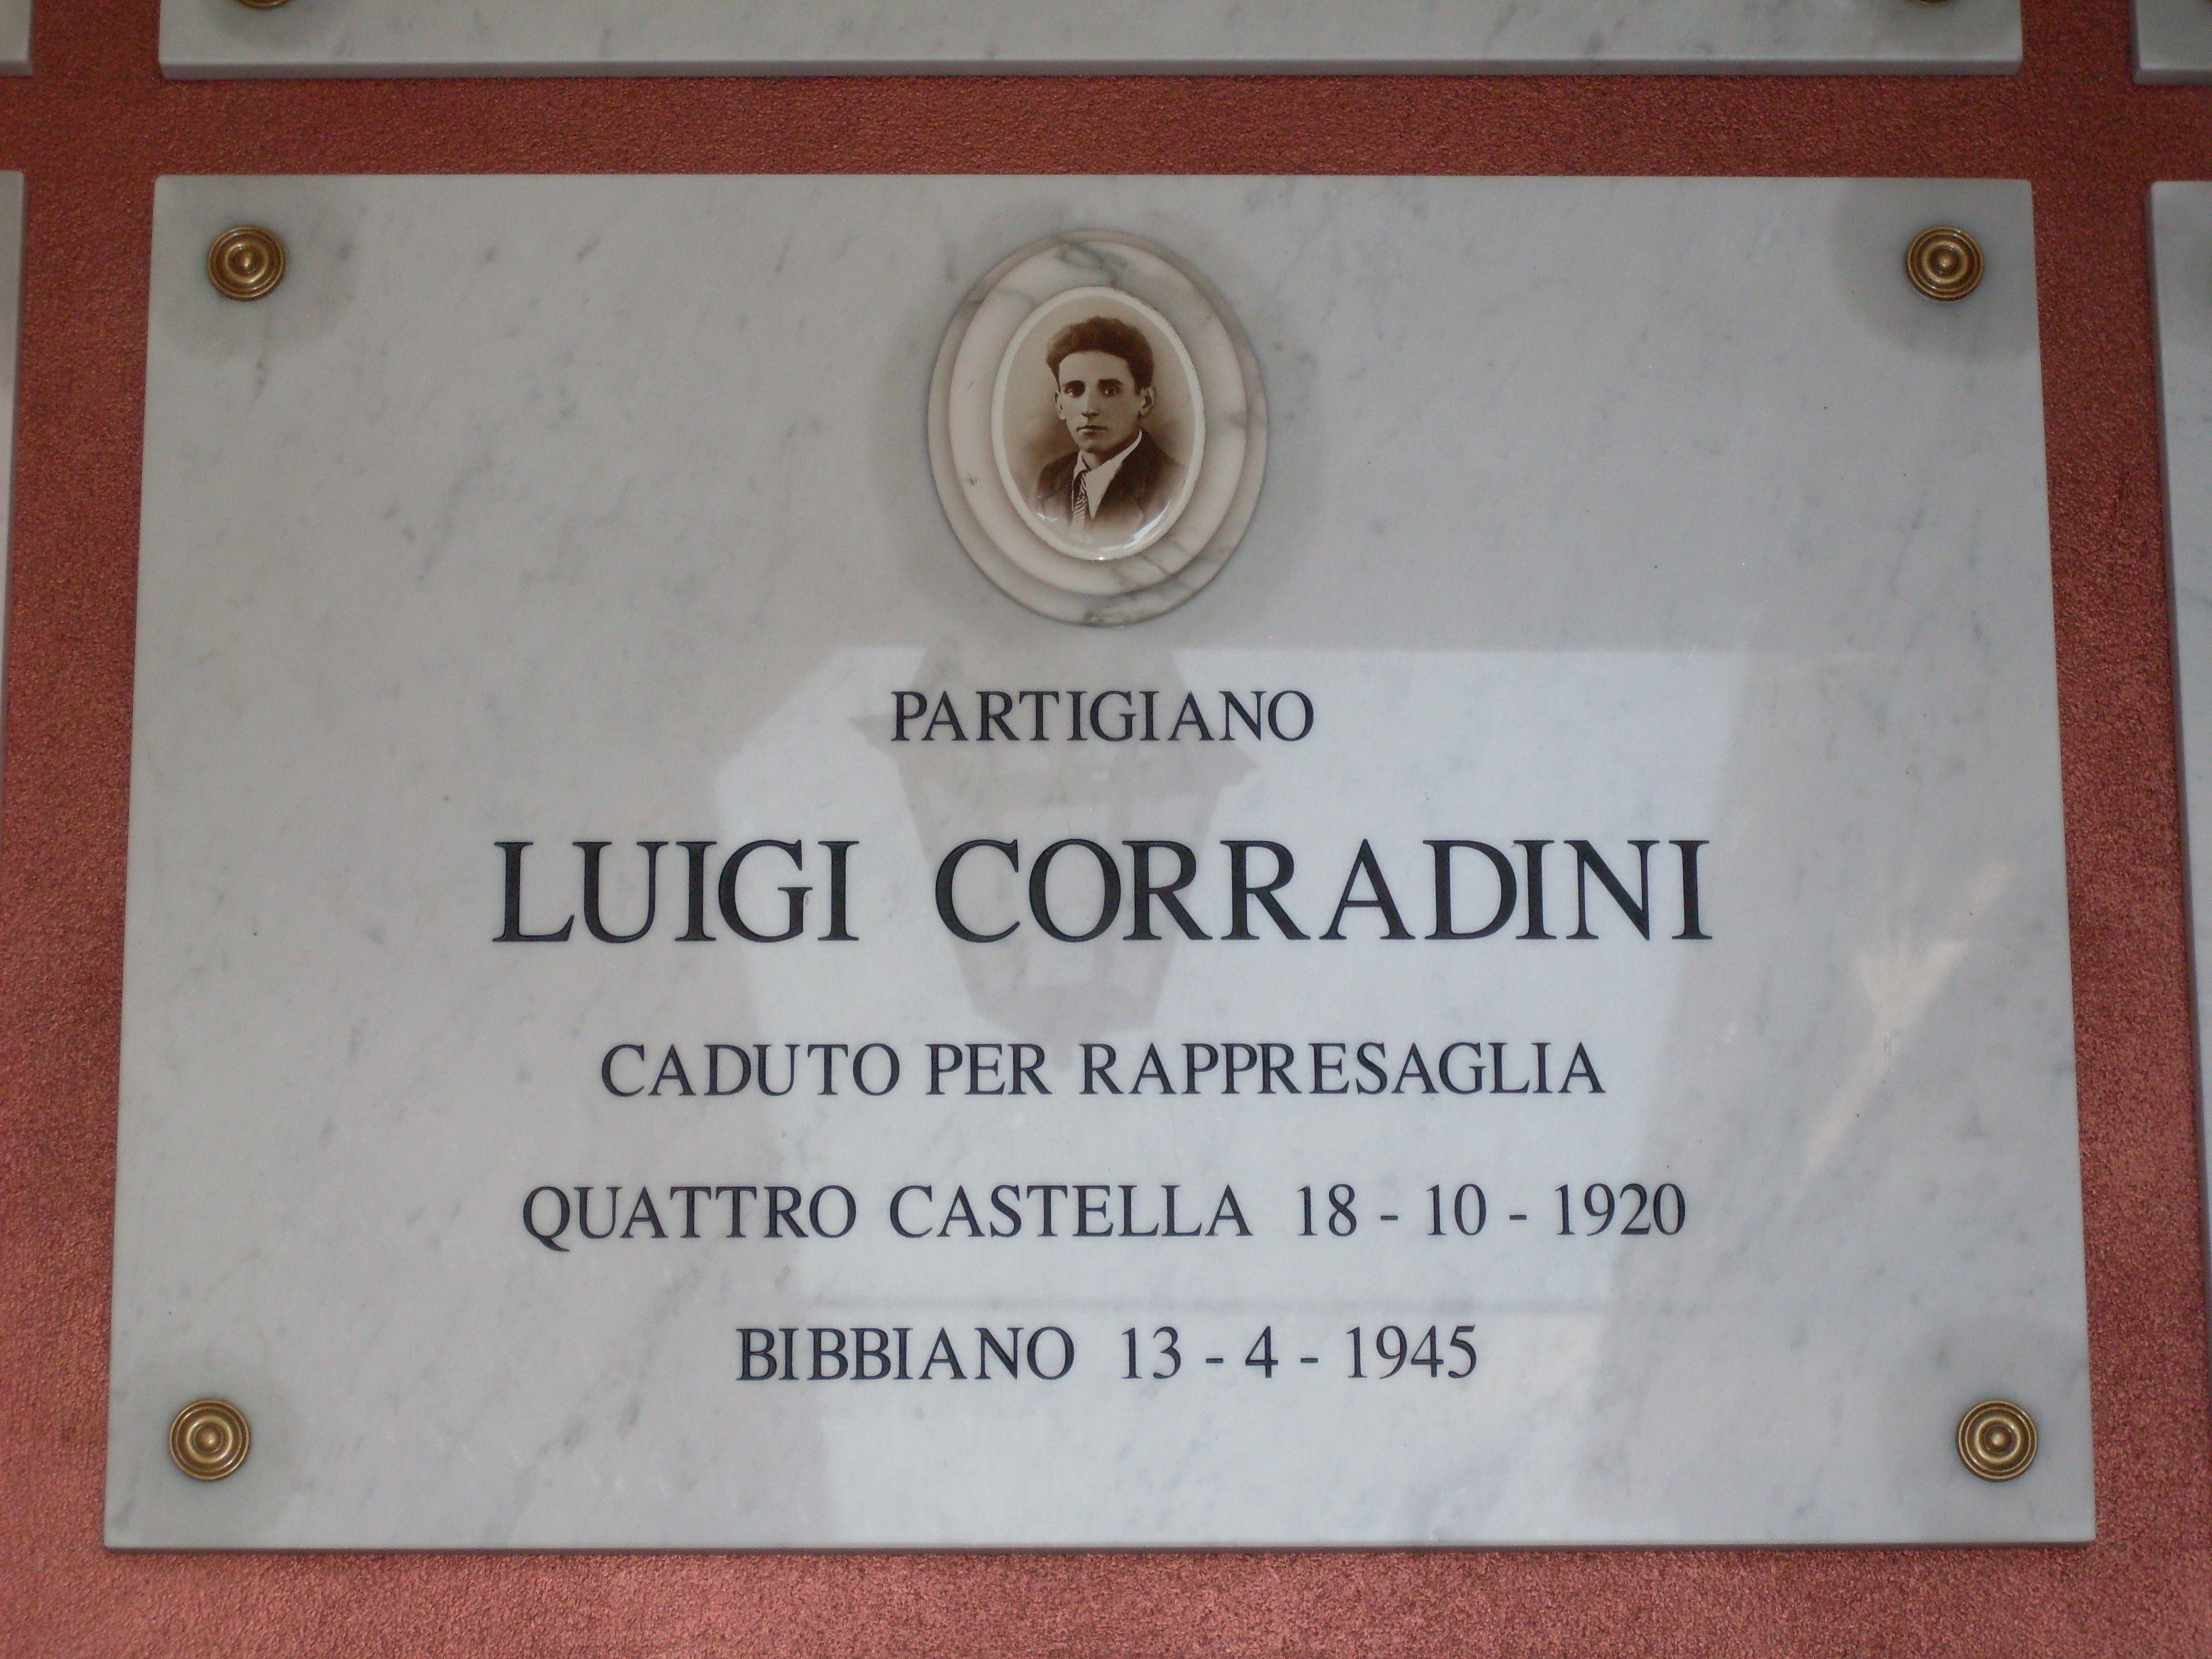 PARTIGIANO
LUIGI CORRADINI
CADUTO PER RAPPRESAGLIA
QUATTRO CASTELLA 18 - 10 - 1920
BIBBIANO 13 - 4 - 1945